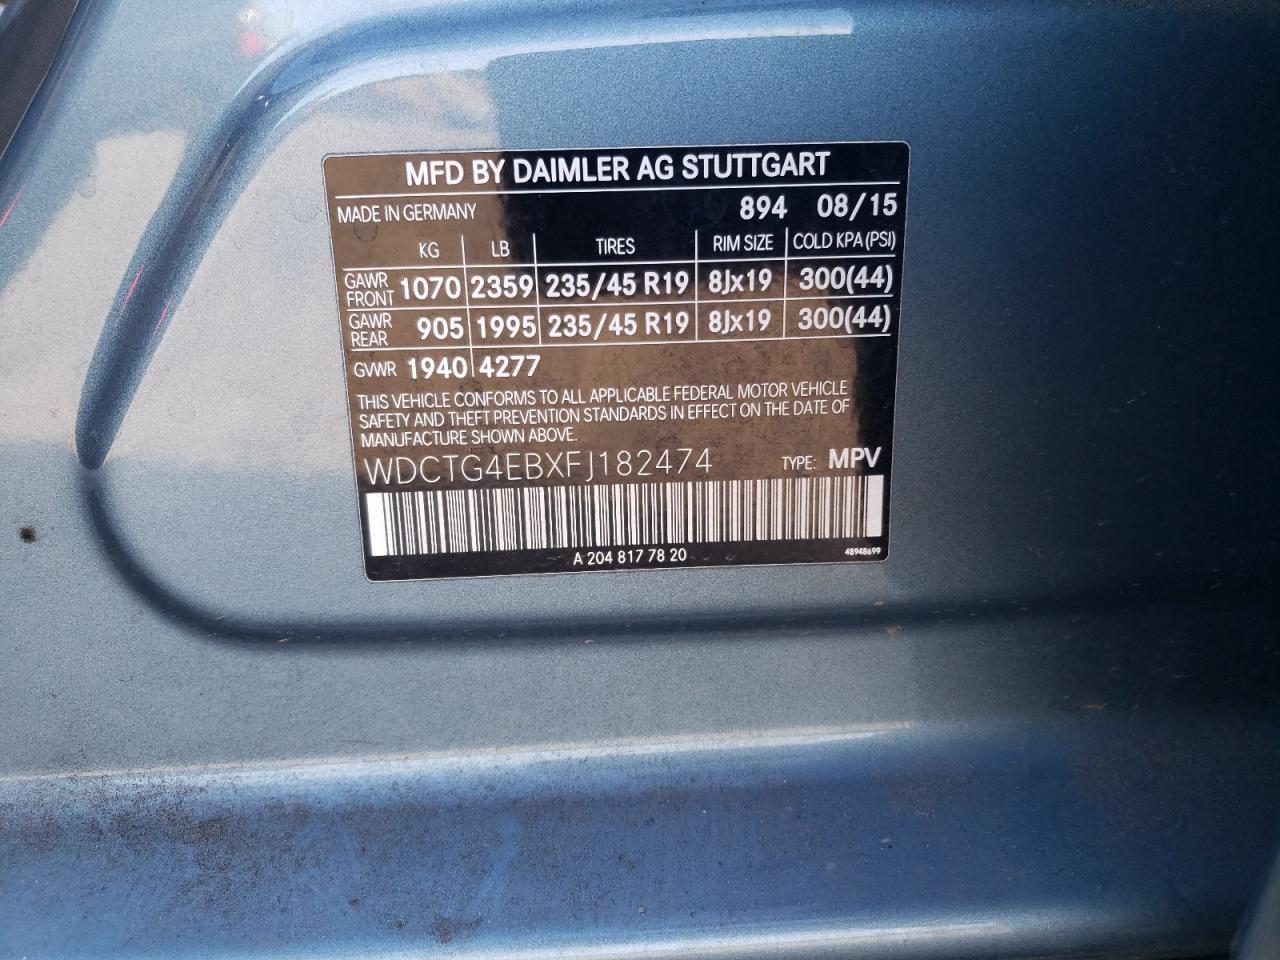 MFD BY DAIMLER AG STUTTGART
MADE IN GERMANY 894 08/15
KG LB TIRES RIM SIZE COLD KPA (PSI)
GAWR FRONT 1070 2359 235/45 R19 8Jx19 300(44)
GAWR REAR 905 1995 235/45 R19 8Jx19 300(44)
GVWR 1940 4277
THIS VEHICLE CONFORMS TO ALL APPLICABLE FEDERAL MOTOR VEHICLE
SAFETY AND THEFT PREVENTION STANDARDS IN EFFECT ON THE DATE OF
MANUFACTURE SHOWN ABOVE.
WDCTG4EBXFJ182474 TYPE: MPV
A 204 817 78 20 48948699